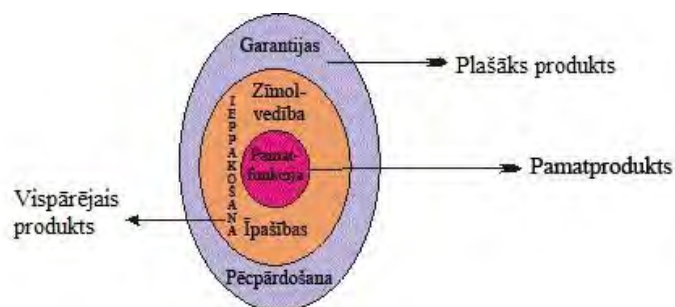 Garantijas
Plašāks produkts
Zīmol-
vedība
IEPPAKOŠANA
Pamat-
funkcija
Pamatprodukts
Vispārējais
produkts
Īpašības
Pēcpārdošana